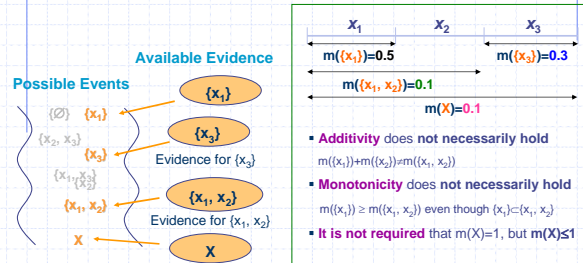 Available Evidence
Possible Events
{Ø} {x₁}
{x₂, x₃}
{x₃}
{x₁, x₃}
{x₂}
{x₁, x₂}
X
{x₁}
{x₃}
Evidence for {x₃}
{x₁, x₂}
Evidence for {x₁, x₂}
X
x₁ x₂ x₃
m({x₁})=0.5 m({x₃})=0.3
m({x₁, x₂})=0.1
m(X)=0.1
▪ Additivity does not necessarily hold
m({x₁})+m({x₂})≠m({x₁, x₂})
▪ Monotonicity does not necessarily hold
m({x₁}) ≥ m({x₁, x₂}) even though {x₁}⊂{x₁, x₂}
▪ It is not required that m(X)=1, but m(X)≤1